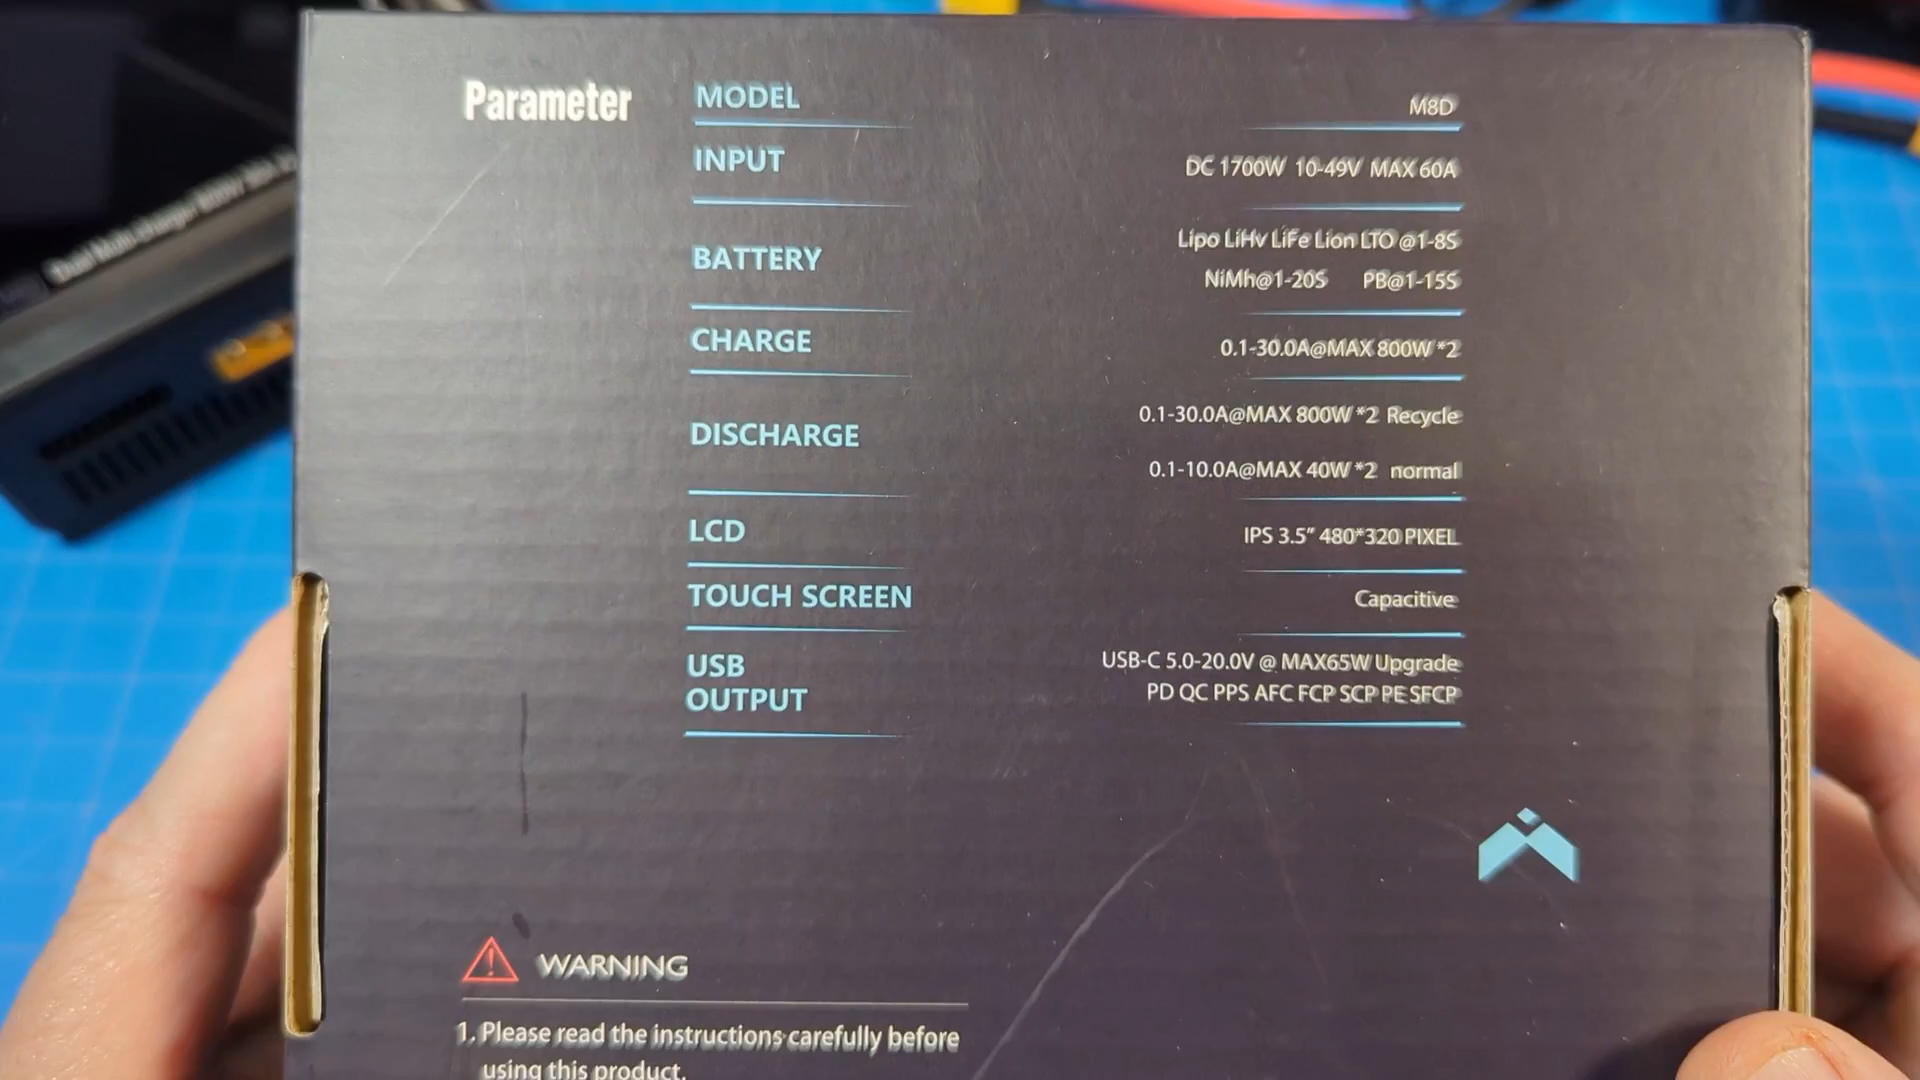 Parameter
MODEL M8D
INPUT DC 1700W 10-49V MAX 60A
BATTERY Lipo LiHv LiFe Lion LTO @1-8S
NiMh@1-20S PB@1-15S
CHARGE 0.1-30.0A@MAX 800W *2
DISCHARGE 0.1-30.0A@MAX 800W *2 Recycle
0.1-10.0A@MAX 40W *2 normal
LCD IPS 3.5" 480*320 PIXEL
TOUCH SCREEN Capacitive
USB OUTPUT USB-C 5.0-20.0V @ MAX65W Upgrade
PD QC PPS AFC FCP SCP PE SFCP
WARNING
1. Please read the instructions carefully before
using this product.
Dual Multi-charger